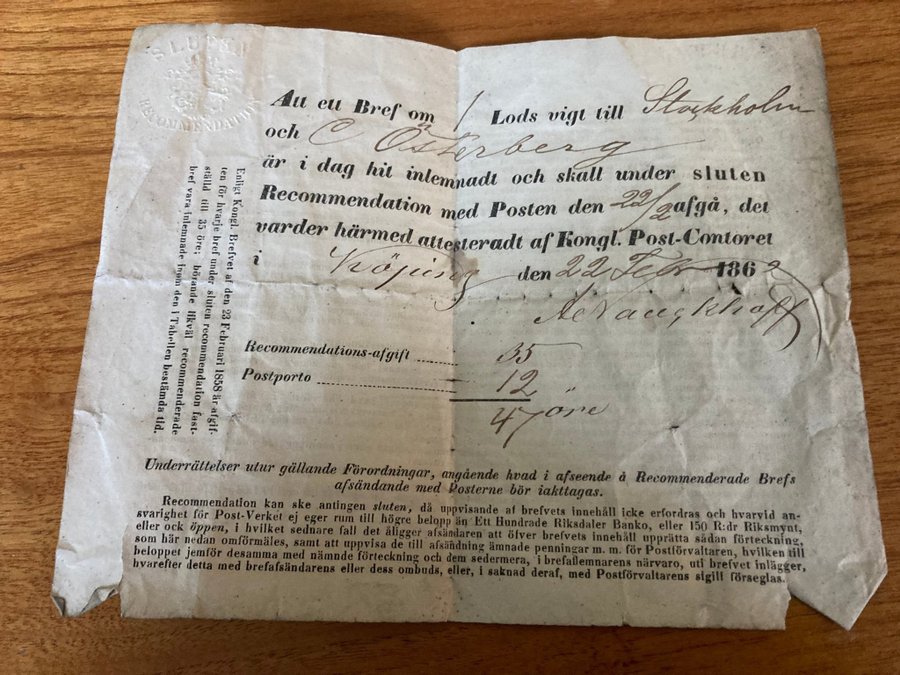 SLUTEN
RECOMMENDATION
Att ett Bref om 1 Lods vigt till Stockholm
och C Österberg
är i dag hit inlemnadt och skall under sluten
Recommendation med Posten den 22/2 afgå, det
varder härmed attesteradt af Kongl. Post-Contoret
i Köping den 22 Febr 1862
Recommendations-afgift 35
Postporto 12
47 öre
Enligt Kongl. Brefvet af den 23 Februari 1858 är afgif-
ten för hvarje bref under sluten recommendation fast-
ställd till 35 öre; börande likväl recommenderade
bref vara inlemnade inom den i Tabellen bestämda tid.
Underrättelser utur gällande Förordningar, angående hvad i afseende å Recommenderade Brefs
afsändande med Posterne bör iakttagas.
Recommendation kan ske antingen sluten, då uppvisande af brefvets innehåll icke erfordras och hvarvid an-
svarighet för Post-Verket ej eger rum till högre belopp än Ett Hundrade Riksdaler Banko, eller 150 R:dr Riksmynt,
eller ock öppen, i hvilket sednare fall det åligger afsändaren att öfver brefvets innehåll upprätta sådan förteckning,
som här nedan omförmäles, samt att uppvisa de till afsändning ämnade penningar m. m. för Postförvaltaren, hvilken till
beloppet jemför desamma med nämnde förteckning och dem sedermera, i brefaflemnarens närvaro, uti brefvet inlägger,
hvarefter detta med brefafsändarens eller dess ombuds, eller, i saknad deraf, med Postförvaltarens sigill förseglas.